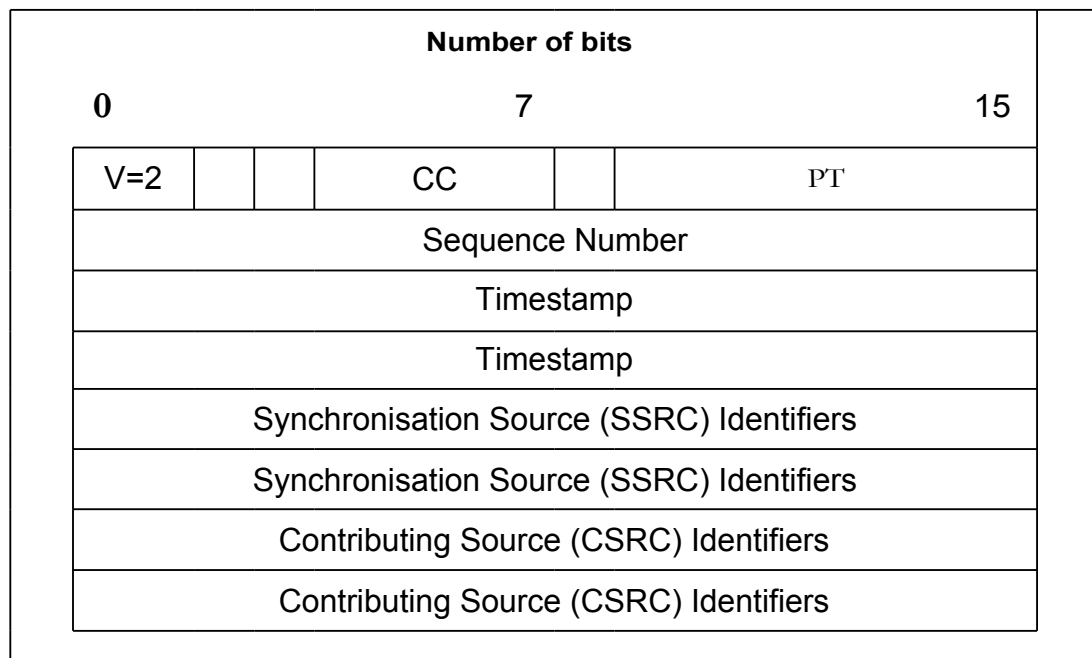 Number of bits
0 7 15
V=2 CC PT
Sequence Number
Timestamp
Timestamp
Synchronisation Source (SSRC) Identifiers
Synchronisation Source (SSRC) Identifiers
Contributing Source (CSRC) Identifiers
Contributing Source (CSRC) Identifiers